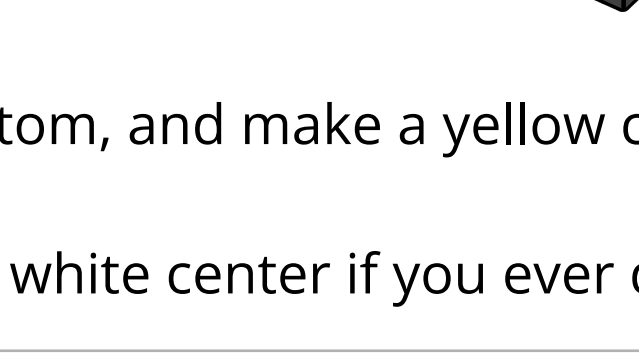 tom, and make a yellow
white center if you ever